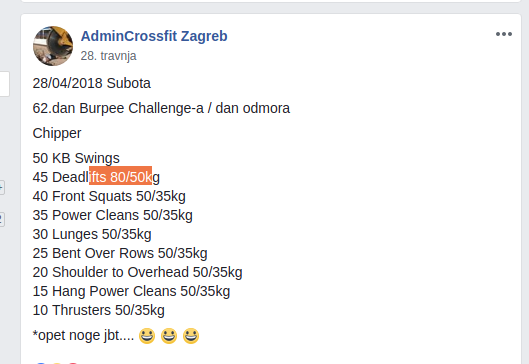 AdminCrossfit Zagreb
28. travnja
28/04/2018 Subota
62.dan Burpee Challenge-a / dan odmora
Chipper
50 KB Swings
45 Deadlifts 80/50kg
40 Front Squats 50/35kg
35 Power Cleans 50/35kg
30 Lunges 50/35kg
25 Bent Over Rows 50/35kg
20 Shoulder to Overhead 50/35kg
15 Hang Power Cleans 50/35kg
10 Thrusters 50/35kg
*opet noge jbt.... 😀 😀 😀